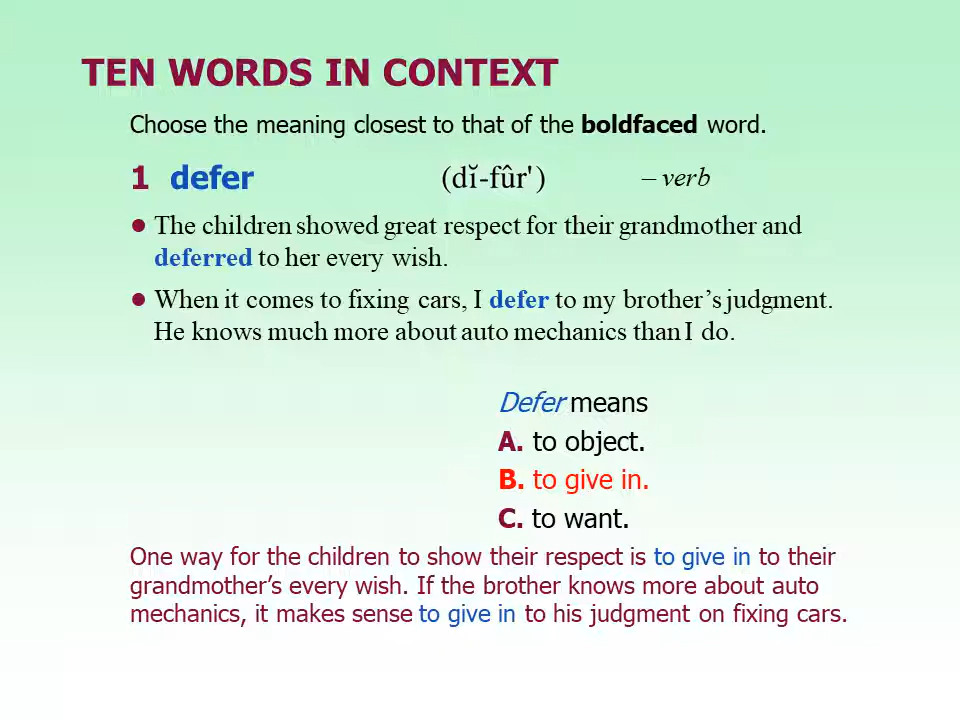 TEN WORDS IN CONTEXT
Choose the meaning closest to that of the boldfaced word.
1 defer (dĭ-fûr') – verb
● The children showed great respect for their grandmother and
deferred to her every wish.
● When it comes to fixing cars, I defer to my brother’s judgment.
He knows much more about auto mechanics than I do.
Defer means
A. to object.
B. to give in.
C. to want.
One way for the children to show their respect is to give in to their
grandmother’s every wish. If the brother knows more about auto
mechanics, it makes sense to give in to his judgment on fixing cars.